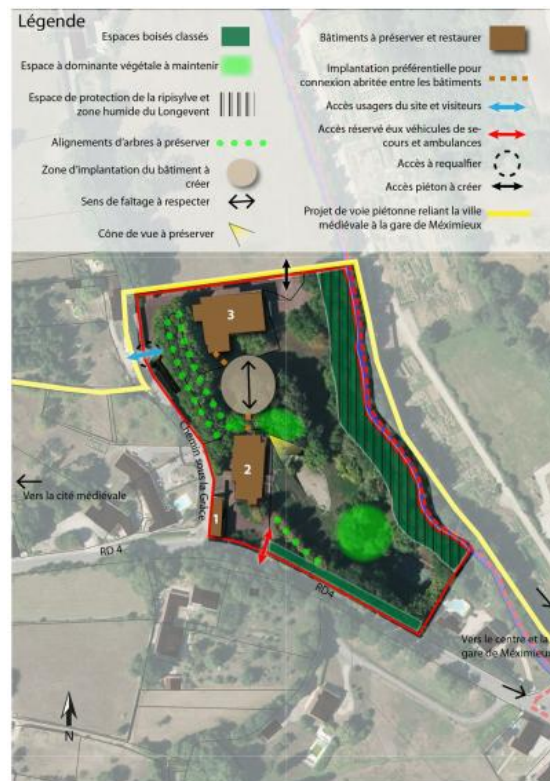 Légende
Espaces boisés classés
Espace à dominante végétale à maintenir
Espace de protection de la ripisylve et
zone humide du Longevent
Alignements d'arbres à préserver
Zone d'implantation du bâtiment à
créer
Sens de faîtage à respecter
Cône de vue à préserver
Bâtiments à préserver et restaurer
Implantation préférentielle pour
connexion abritée entre les bâtiments
Accès usagers du site et visiteurs
Accès réservé éux véhicules de se-
cours et ambulances
Accès à requalfier
Accès piéton à créer
Projet de voie piétonne reliant la ville
médiévale à la gare de Méximieux
3
2
1
Chemin sous la Grâce
Vers la cité médiévale
RD 4
RD4
Vers le centre et la
gare de Méximieux
N